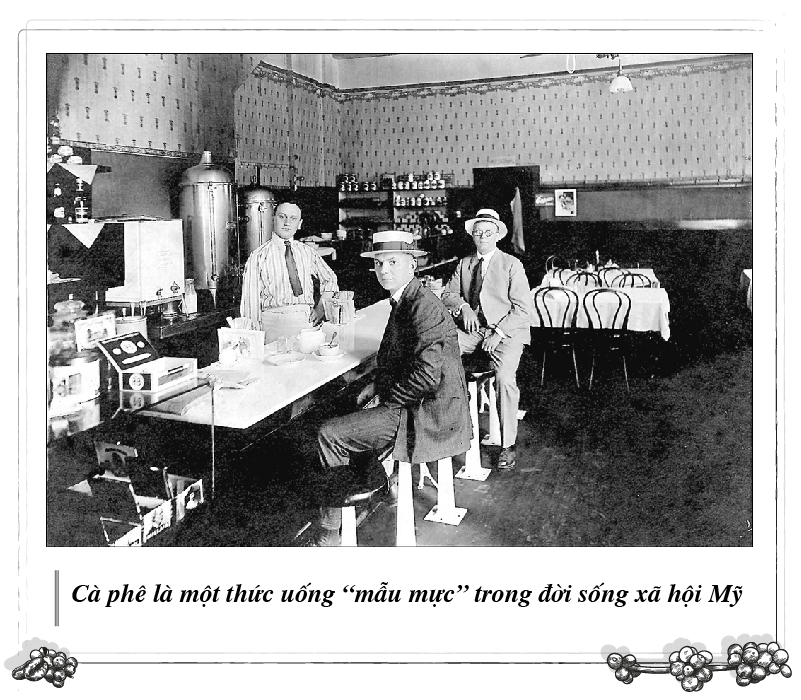 Cà phê là một thức uống “mẫu mực” trong đời sống xã hội Mỹ